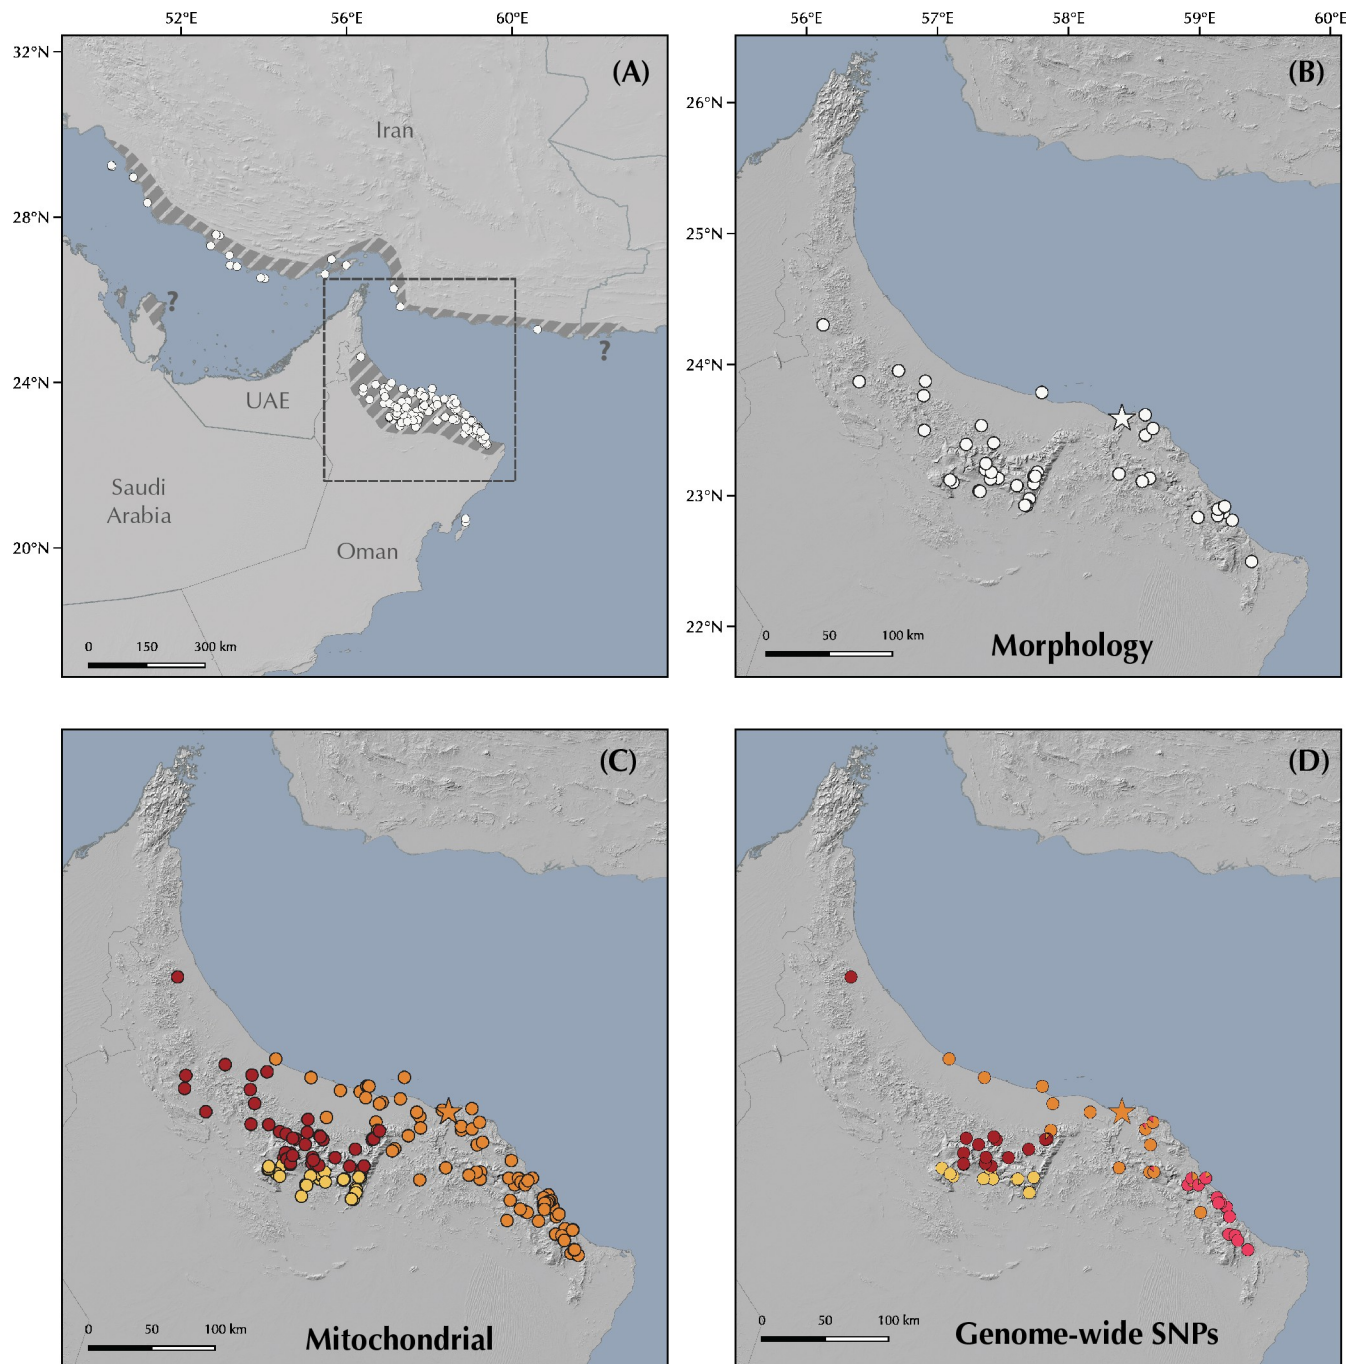 52°E 56°E 60°E
32°N
28°N
24°N
20°N
(A)
Iran
?
?
UAE
Saudi
Arabia
Oman
0 150 300 km
56°E 57°E 58°E 59°E 60°E
26°N
25°N
24°N
23°N
22°N
(B)
0 50 100 km
Morphology
(C)
0 50 100 km
Mitochondrial
(D)
0 50 100 km
Genome-wide SNPs